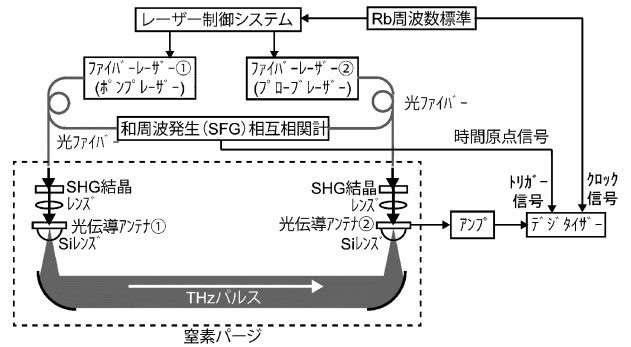 レーザー制御システム
Rb周波数標準
ﾌｧｲﾊﾞｰﾚｰｻﾞｰ①
(ﾎﾟﾝﾌﾟﾚｰｻﾞｰ)
ﾌｧｲﾊﾞｰﾚｰｻﾞｰ②
(ﾌﾟﾛｰﾌﾞﾚｰｻﾞｰ)
光ﾌｧｲﾊﾞｰ
和周波発生(SFG)相互相関計
光ﾌｧｲﾊﾞｰ
時間原点信号
ﾄﾘｶﾞｰ
信号
ｸﾛｯｸ
信号
SHG結晶
ﾚﾝｽﾞ
光伝導ｱﾝﾃﾅ①
Siﾚﾝｽﾞ
SHG結晶
ﾚﾝｽﾞ
光伝導ｱﾝﾃﾅ②
Siﾚﾝｽﾞ
ｱﾝﾌﾟ
ﾃﾞｼﾞﾀｲｻﾞｰ
THzパルス
窒素パージ